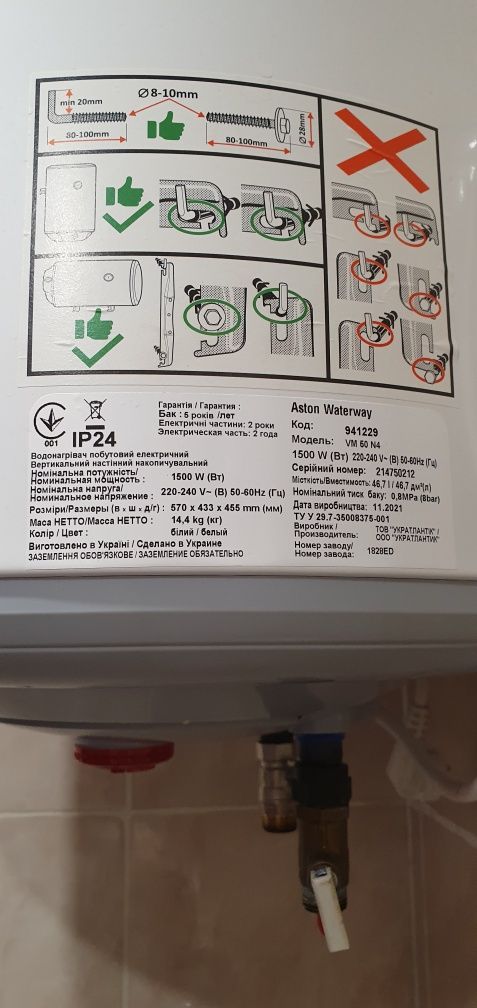 min 20mm
Ø8-10mm
80-100mm
80-100mm
Ø28mm
001
IP24
Гарантія / Гарантия :
Бак : 5 років /лет
Електричні частини: 2 роки
Электрическая часть: 2 года
Водонагрівач побутовий електричний
Вертикальний настінний накопичувальний
Номінальна потужність/
Номинальная мощность : 1500 W (Вт)
Номінальна напруга/
Номинальное напряжение : 220-240 V~ (В) 50-60Hz (Гц)
Розміри/Размеры (в х ш х д/г) : 570 x 433 x 455 mm (мм)
Маса НЕТТО/Масса НЕТТО : 14,4 kg (кг)
Колір / Цвет : білий / белый
Виготовлено в Україні / Сделано в Украине
ЗАЗЕМЛЕННЯ ОБОВ'ЯЗКОВЕ / ЗАЗЕМЛЕНИЕ ОБЯЗАТЕЛЬНО
Aston Waterway
Код: 941229
Модель: VM 50 N4
1500 W (Вт) 220-240 V~ (В) 50-60Hz (Гц)
Серійний номер: 214750212
Місткість/Вместимость: 46,7 l / 46,7 дм³(л)
Номінальний тиск баку: 0,8MPa (8bar)
Дата виробництва: 11.2021
ТУ У 29.7-35008375-001
Виробник / ТОВ "УКРАТЛАНТІК" /
Производитель: ООО "УКРАТЛАНТИК"
Номер заводу/
Номер завода: 1828ED